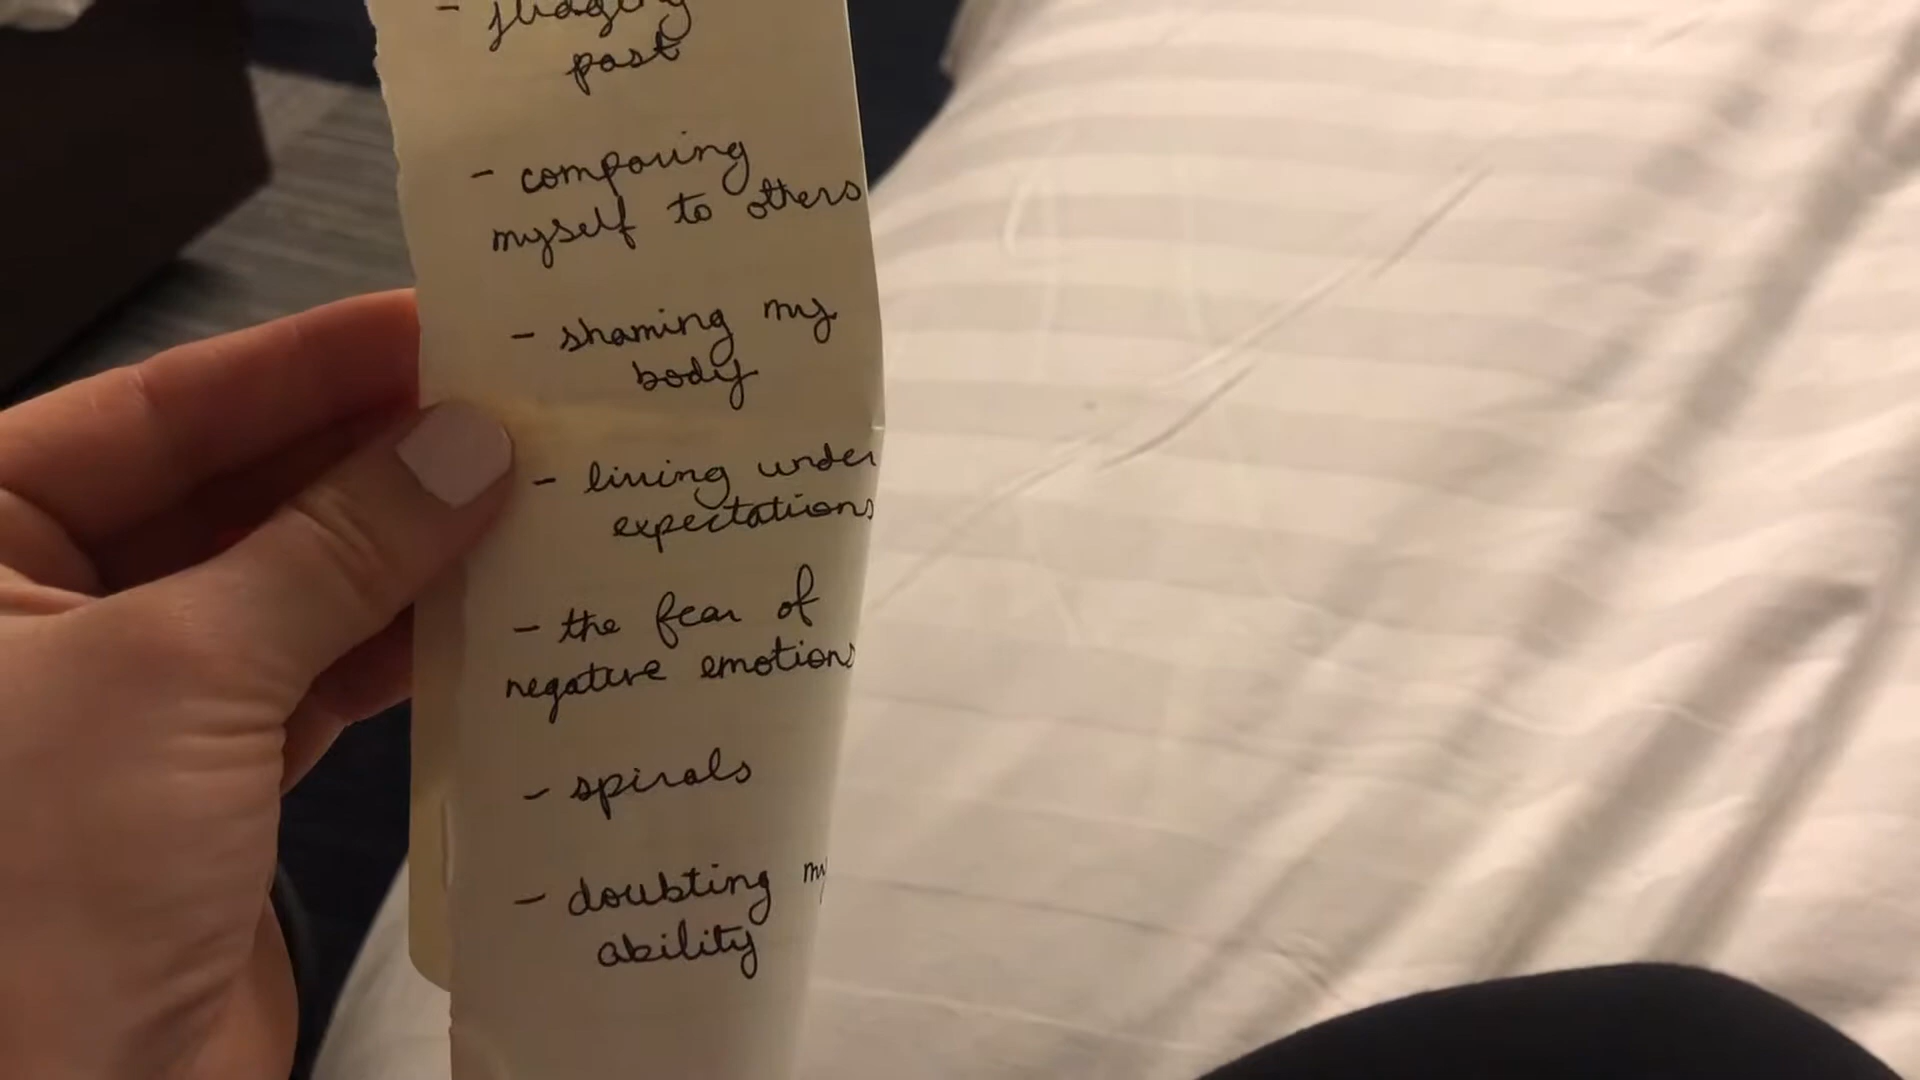 - judging
past
- comparing
myself to others
- shaming my
body
- living under
expectations
- the fear of
negative emotions
- spirals
- doubting my
ability